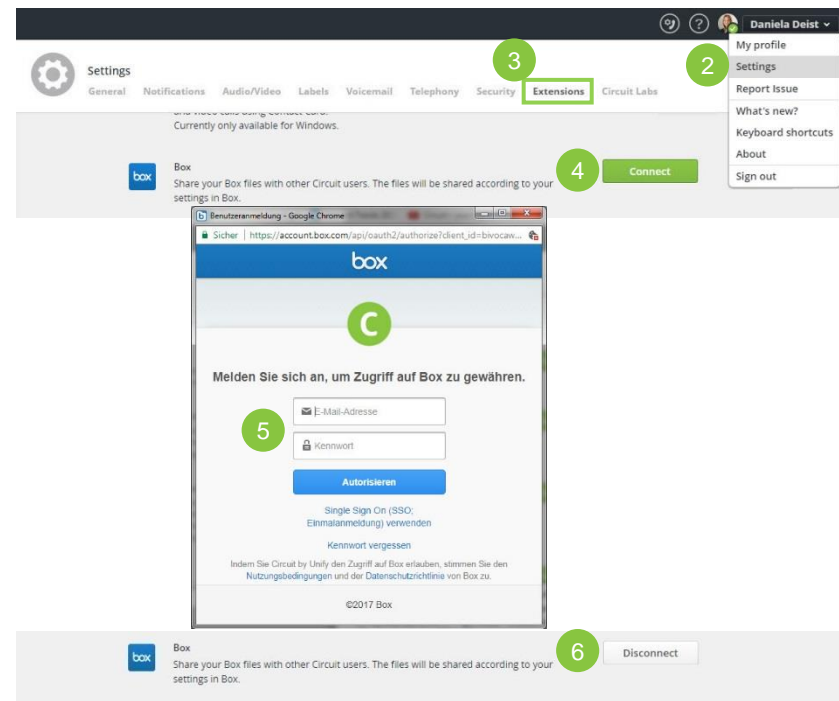 Daniela Deist
My profile
2 Settings
Report Issue
What's new?
Keyboard shortcuts
About
Sign out
Settings
3
General Notifications Audio/Video Labels Voicemail Telephony Security Extensions Circuit Labs
and video calls using Contact Card.
Currently only available for Windows.
box
Box
Share your Box files with other Circuit users. The files will be shared according to your
settings in Box.
4 Connect
b Benutzeranmeldung - Google Chrome
Sicher | https://account.box.com/api/oauth2/authorize?client_id=bivocaw...
box
C
Melden Sie sich an, um Zugriff auf Box zu gewähren.
E-Mail-Adresse
5
Kennwort
Autorisieren
Single Sign On (SSO;
Einmalanmeldung) verwenden
Kennwort vergessen
Indem Sie Circuit by Unify den Zugriff auf Box erlauben, stimmen Sie den
Nutzungsbedingungen und der Datenschutzrichtlinie von Box zu.
©2017 Box
box
Box
Share your Box files with other Circuit users. The files will be shared according to your
settings in Box.
6 Disconnect